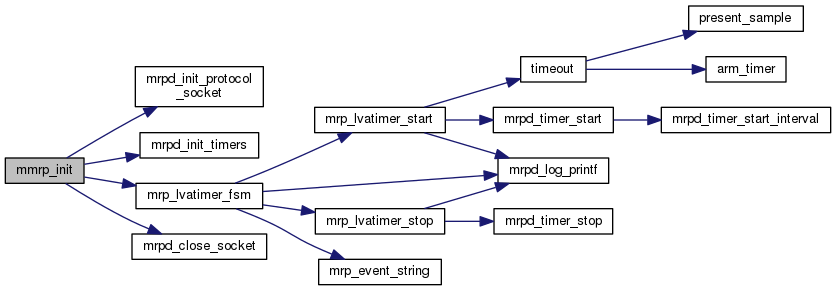 present_sample
timeout
arm_timer
mrpd_init_protocol
_socket
mrp_lvatimer_start
mrpd_timer_start
mrpd_timer_start_interval
mrpd_init_timers
mmrp_init
mrpd_log_printf
mrp_lvatimer_fsm
mrp_lvatimer_stop
mrpd_timer_stop
mrpd_close_socket
mrp_event_string